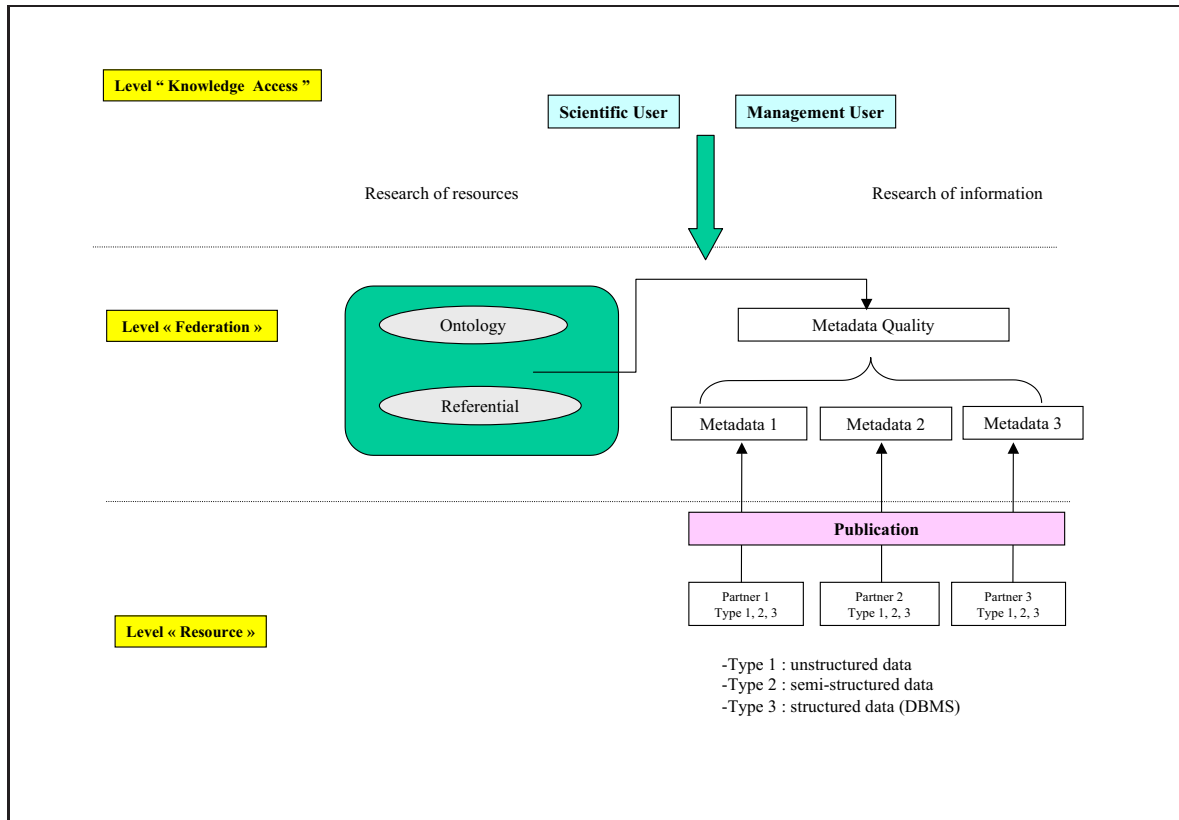 Level “ Knowledge Access ”
Scientific User
Management User
Research of resources
Research of information
Level « Federation »
Ontology
Referential
Metadata Quality
Metadata 1
Metadata 2
Metadata 3
Publication
Partner 1
Type 1, 2, 3
Partner 2
Type 1, 2, 3
Partner 3
Type 1, 2, 3
Level « Resource »
-Type 1 : unstructured data
-Type 2 : semi-structured data
-Type 3 : structured data (DBMS)